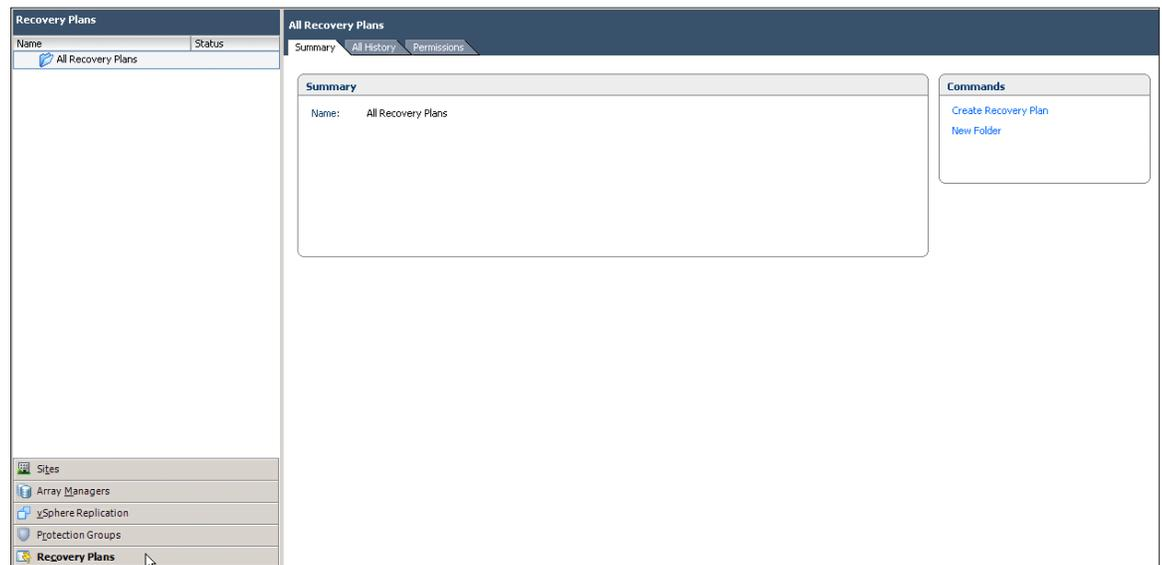 Recovery Plans
Name Status
All Recovery Plans
Sites
Array Managers
vSphere Replication
Protection Groups
Recovery Plans
All Recovery Plans
Summary All History Permissions
Summary
Name: All Recovery Plans
Commands
Create Recovery Plan
New Folder